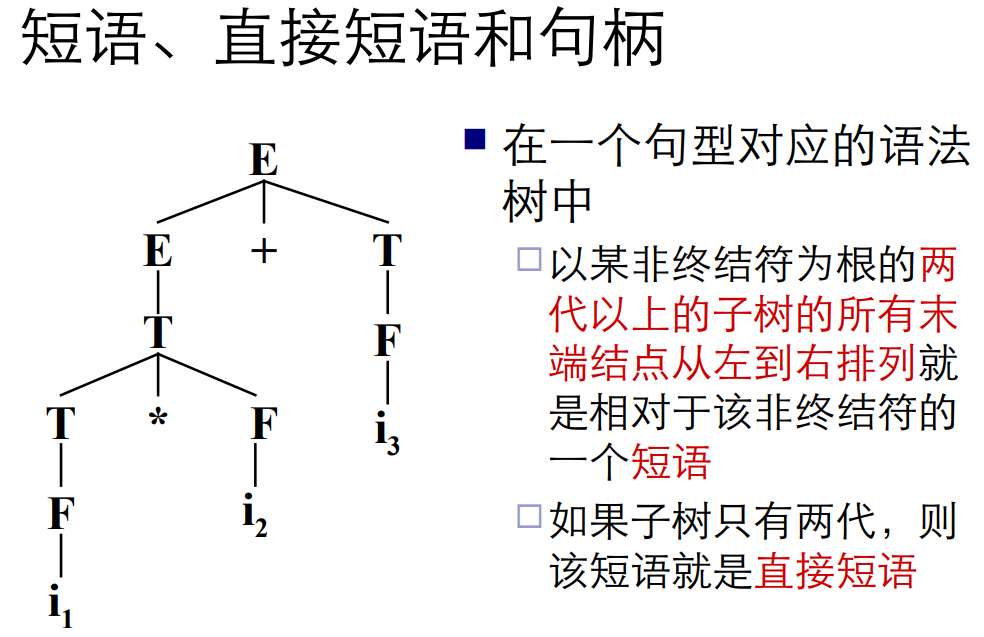 短语、直接短语和句柄
E
E + T
T F
T * F i3
F i2
i1
在一个句型对应的语法
树中
以某非终结符为根的两
代以上的子树的所有末
端结点从左到右排列就
是相对于该非终结符的
一个短语
如果子树只有两代，则
该短语就是直接短语